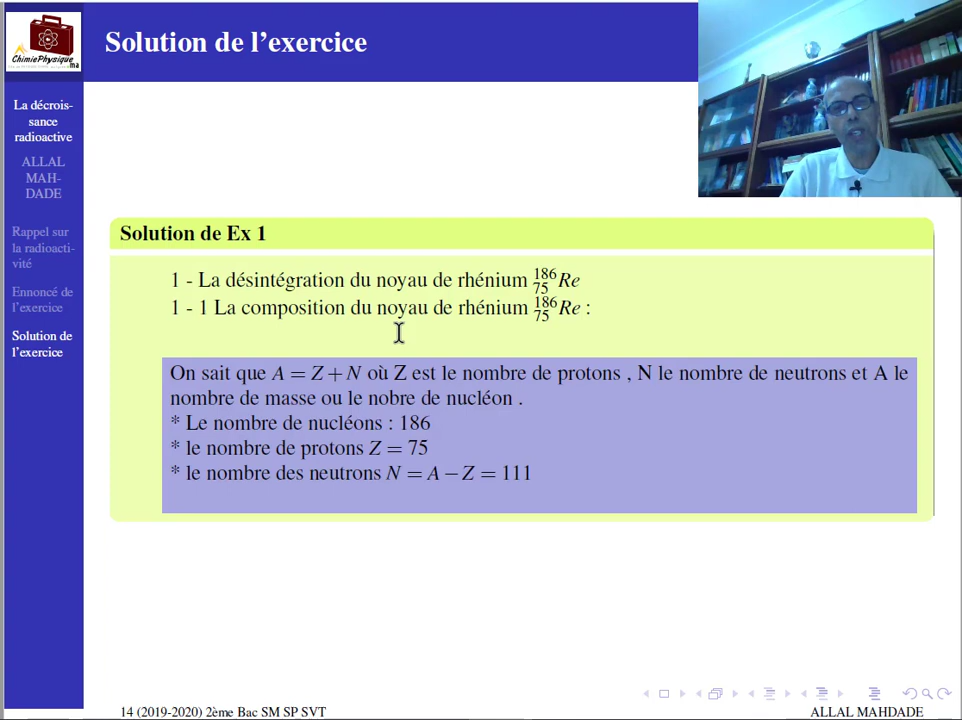 ChimiePhysique
.ma
Solution de l'exercice
La décrois-
sance
radioactive
ALLAL
MAH-
DADE
Rappel sur
la radioacti-
vité
Ennoncé de
l'exercice
Solution de
l'exercice
Solution de Ex 1
1 - La désintégration du noyau de rhénium ¹⁸⁶₇₅Re
1 - 1 La composition du noyau de rhénium ¹⁸⁶₇₅Re :
On sait que A = Z + N où Z est le nombre de protons , N le nombre de neutrons et A le
nombre de masse ou le nobre de nucléon .
* Le nombre de nucléons : 186
* le nombre de protons Z = 75
* le nombre des neutrons N = A − Z = 111
14 (2019-2020) 2ème Bac SM SP SVT
ALLAL MAHDADE